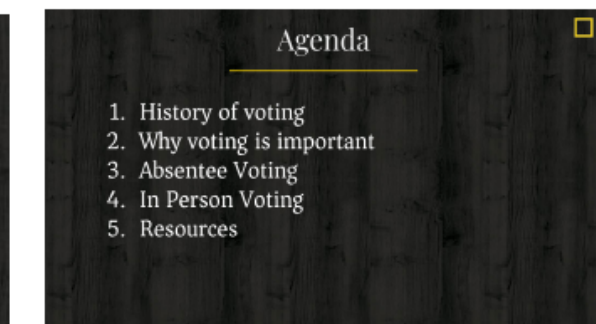 Agenda
1. History of voting
2. Why voting is important
3. Absentee Voting
4. In Person Voting
5. Resources